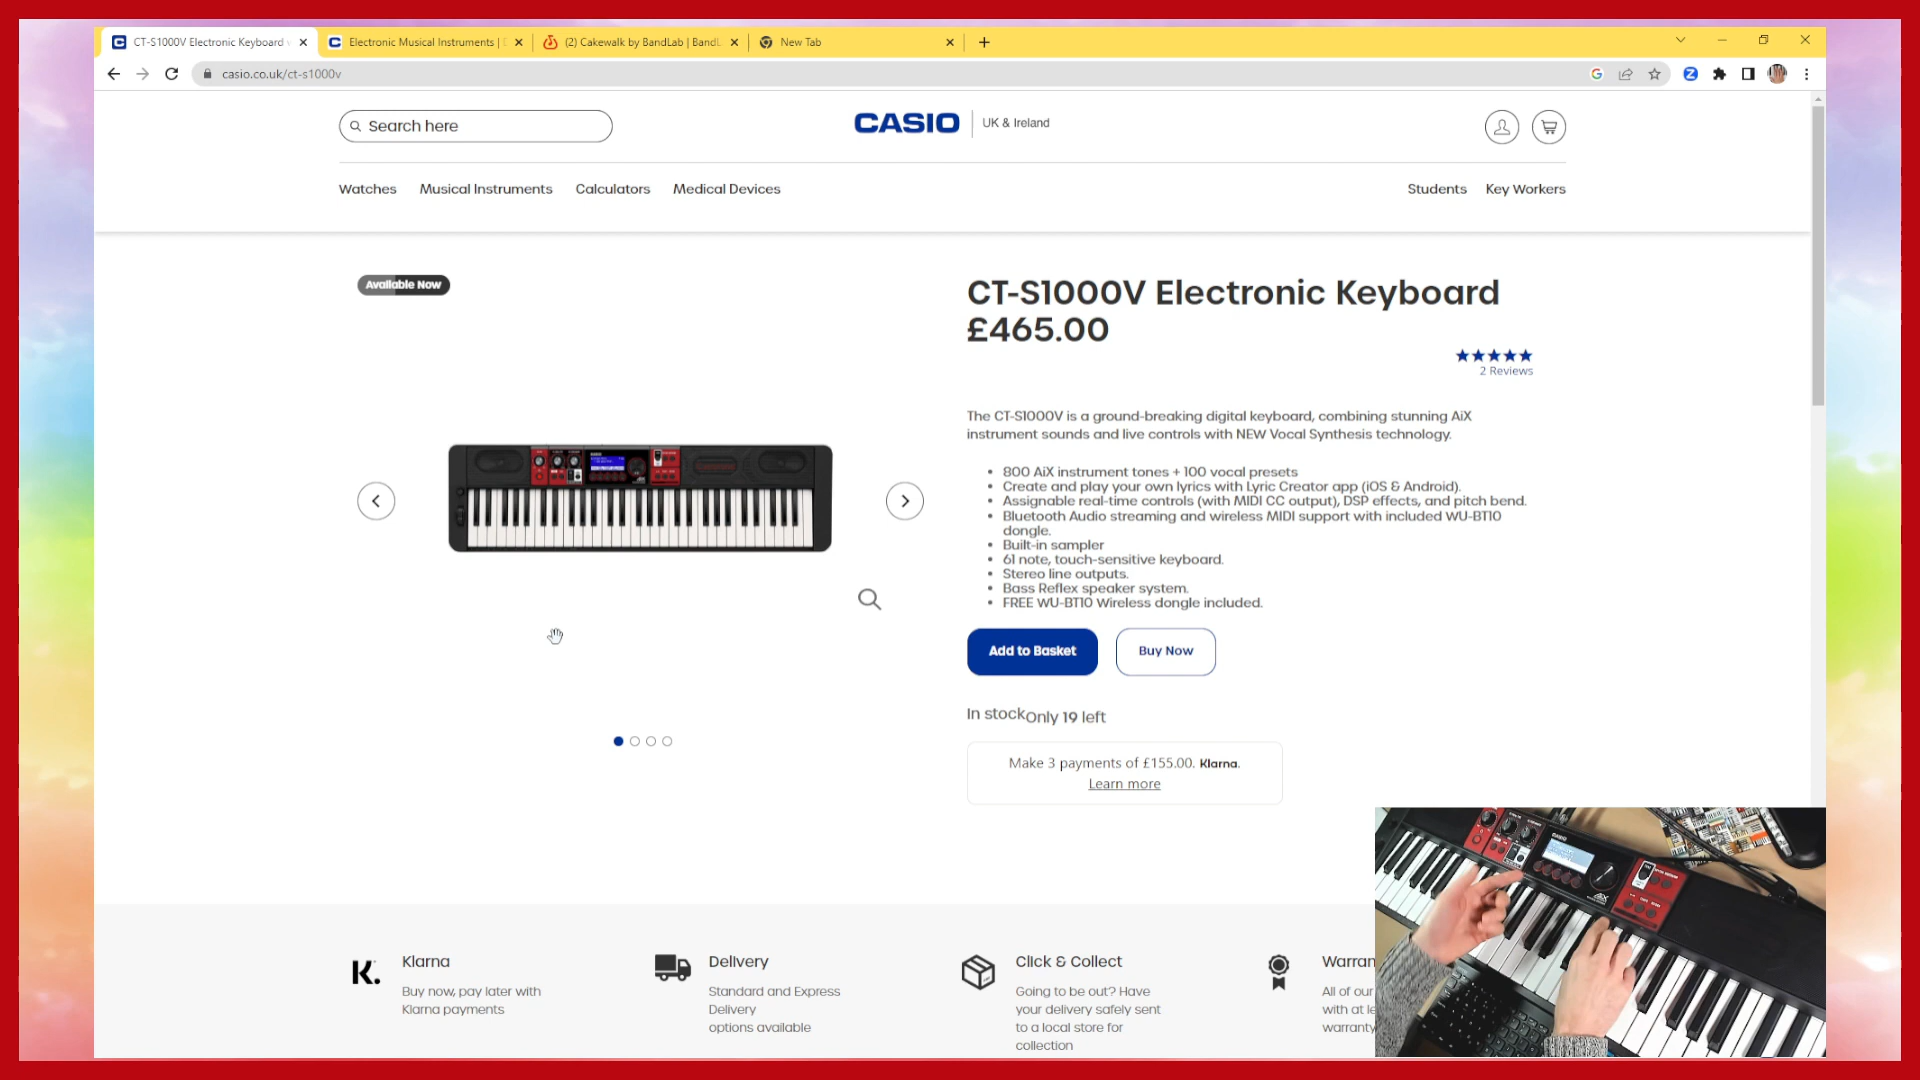 CT-S1000V Electronic Keyboard
Electronic Musical Instruments |
(2) Cakewalk by BandLab | BandL
New Tab
casio.co.uk/ct-s1000v
Search here
CASIO
UK & Ireland
Watches
Musical Instruments
Calculators
Medical Devices
Students
Key Workers
Available Now
CT-S1000V Electronic Keyboard
£465.00
2 Reviews
The CT-S1000V is a ground-breaking digital keyboard, combining stunning AiX
instrument sounds and live controls with NEW Vocal Synthesis technology.
800 AiX instrument tones + 100 vocal presets
Create and play your own lyrics with Lyric Creator app (iOS & Android).
Assignable real-time controls (with MIDI CC output), DSP effects, and pitch bend.
Bluetooth Audio streaming and wireless MIDI support with included WU-BT10
dongle.
Built-in sampler
61 note, touch-sensitive keyboard.
Stereo line outputs.
Bass Reflex speaker system.
FREE WU-BT10 Wireless dongle included.
Add to Basket
Buy Now
In stock Only 19 left
Make 3 payments of £155.00. Klarna.
Learn more
K.
Klarna
Buy now, pay later with
Klarna payments
Delivery
Standard and Express
Delivery
options available
Click & Collect
Going to be out? Have
your delivery safely sent
to a local store for
collection
Warran
All of our
with at le
warranty